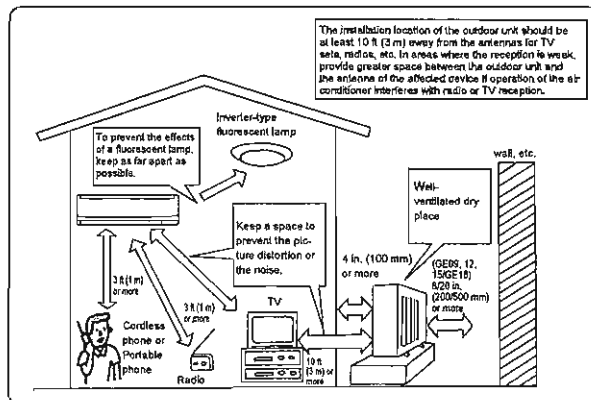 The installation location of the outdoor unit should be
at least 10 ft (3 m) away from the antennas for TV
sets, radios, etc. In areas where the reception is weak,
provide greater space between the outdoor unit and
the antenna of the affected device if operation of the air
conditioner interferes with radio or TV reception.
Inverter-type
fluorescent lamp
To prevent the effects
of a fluorescent lamp,
keep as far apart as
possible.
wall, etc.
Well-
ventilated dry
place
Keep a space to
prevent the pic-
ture distortion or
the noise.
4 in. (100 mm)
or more
(GE09, 12,
15/GE18)
8/20 in.
(200/500 mm)
or more
3 ft (1 m)
or more
3 ft (1 m)
or more
TV
Cordless
phone or
Portable
phone
Radio
10 ft
(3 m) or
more